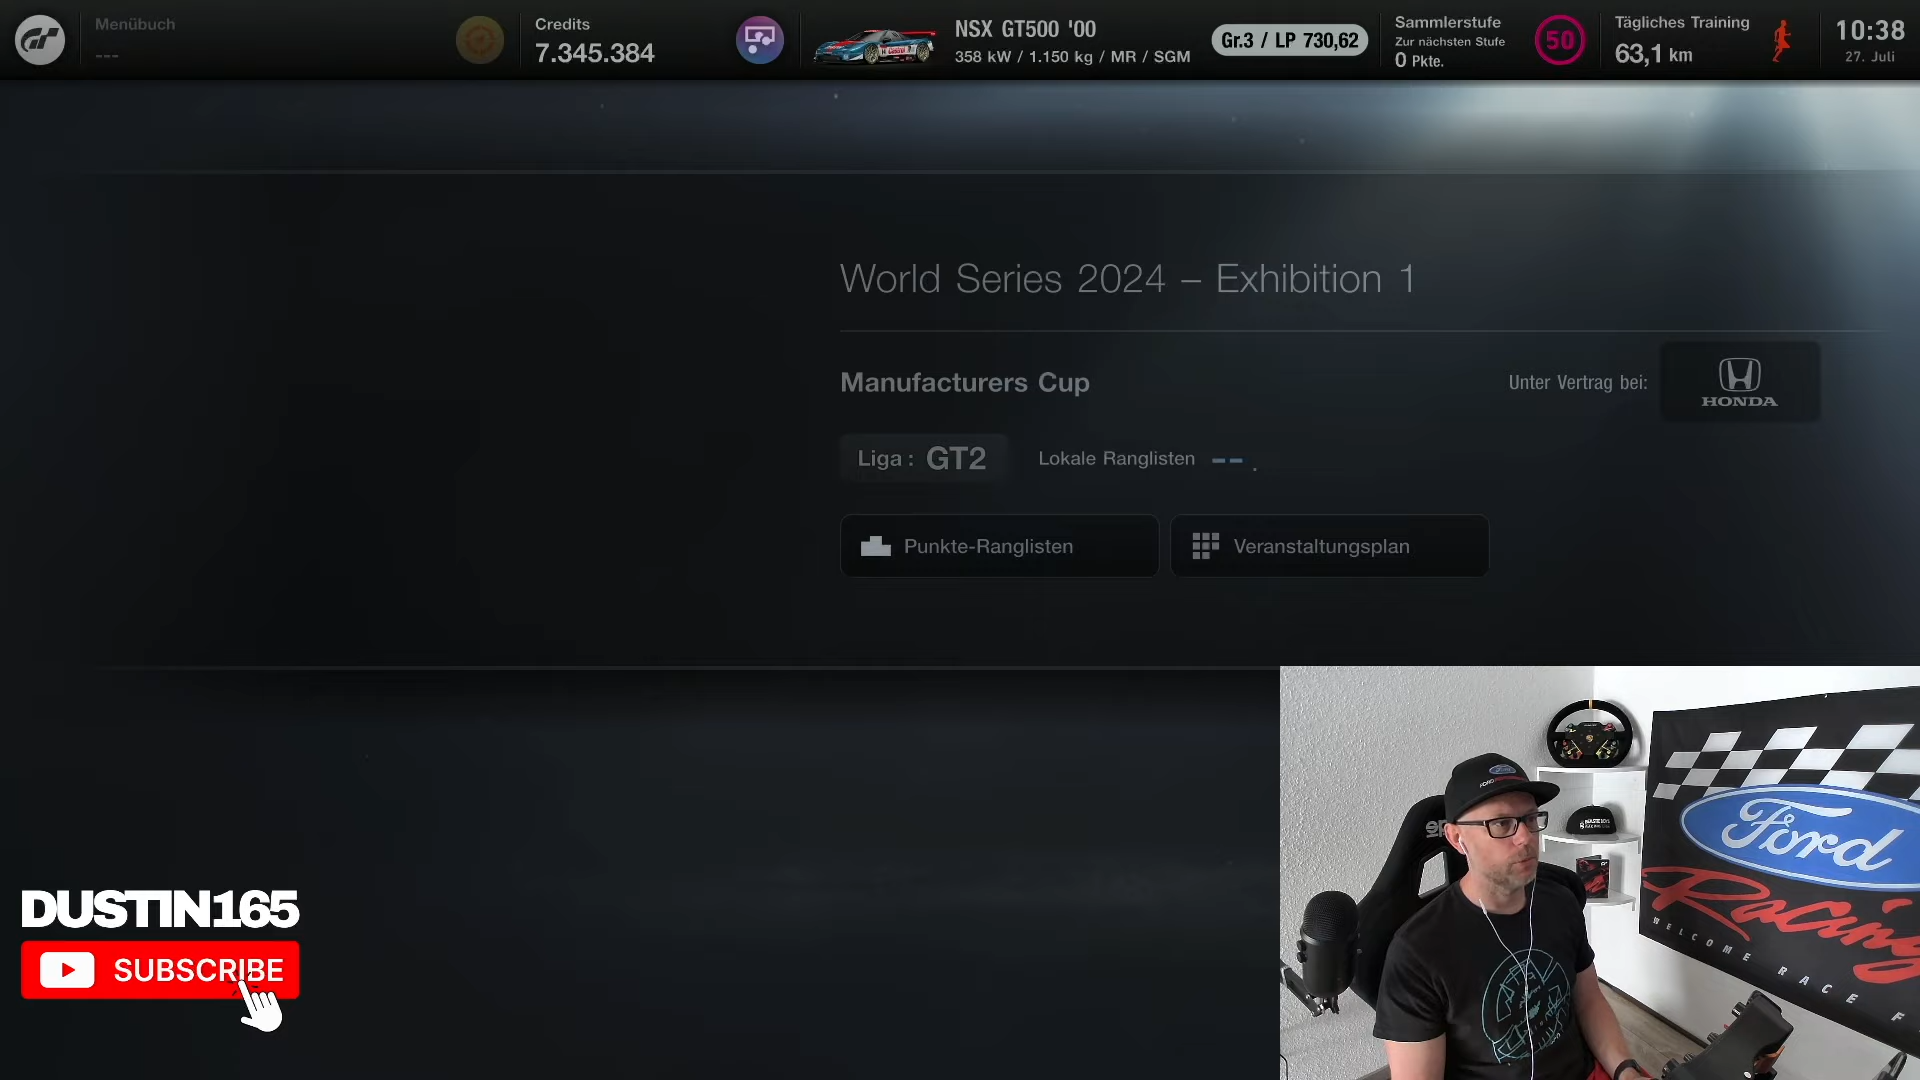 Menübuch
---
Credits
7.345.384
NSX GT500 '00
358 kW / 1.150 kg / MR / SGM
Gr.3 / LP 730,62
Sammlerstufe
Zur nächsten Stufe
0 Pkte.
50
Tägliches Training
63,1 km
10:38
27. Juli
World Series 2024 – Exhibition 1
Manufacturers Cup
Unter Vertrag bei:
HONDA
Liga : GT2
Lokale Ranglisten -- .
Punkte-Ranglisten
Veranstaltungsplan
DUSTIN165
SUBSCRIBE
Ford
Racing
WELCOME RACE F